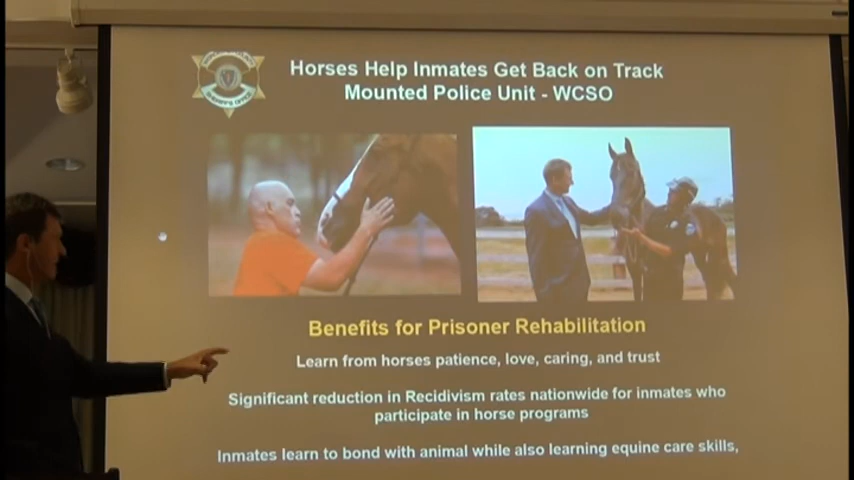 Horses Help Inmates Get Back on Track
Mounted Police Unit - WCSO
SHERIFF'S OFFICE
Benefits for Prisoner Rehabilitation
Learn from horses patience, love, caring, and trust
Significant reduction in Recidivism rates nationwide for inmates who
participate in horse programs
Inmates learn to bond with animal while also learning equine care skills,